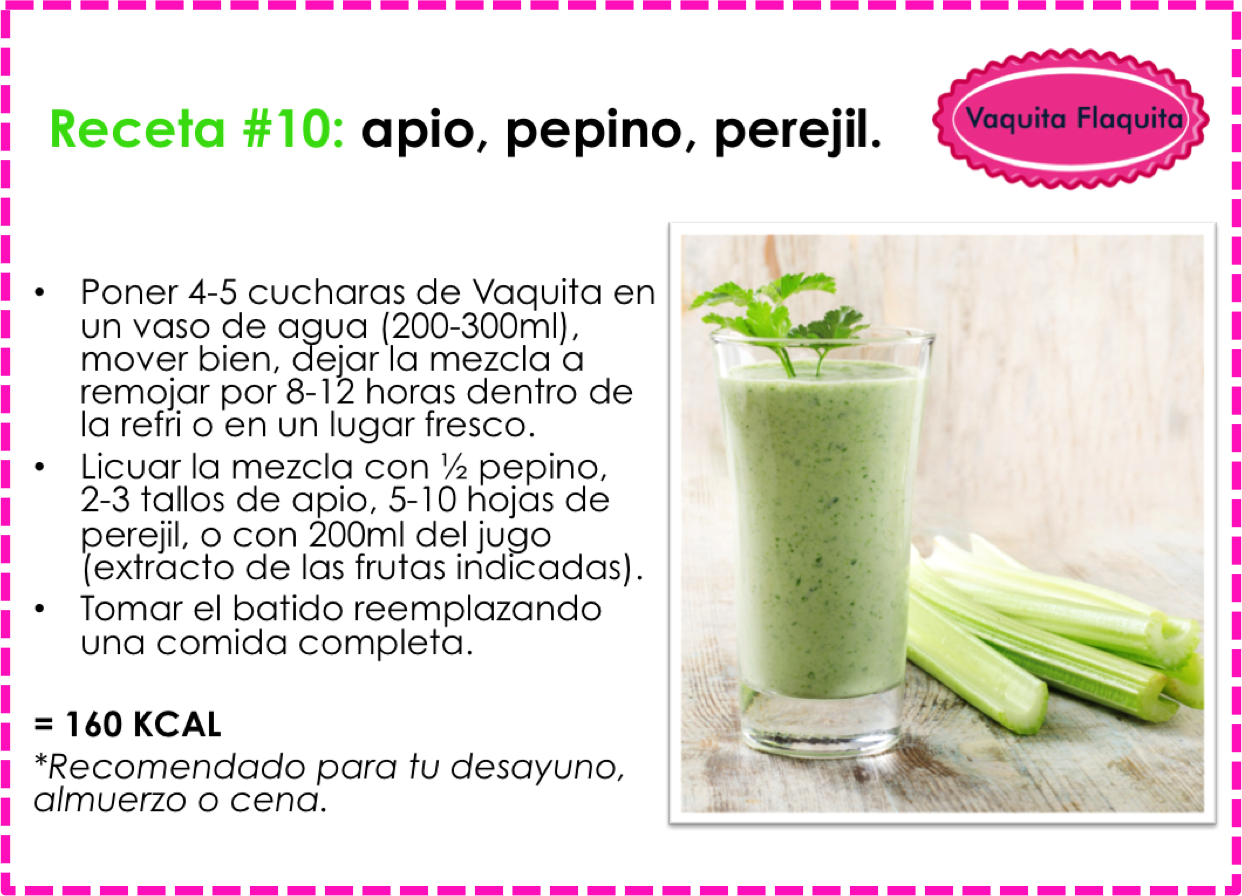 Receta #10: apio, pepino, perejil.
Vaquita Flaquita
• Poner 4-5 cucharas de Vaquita en
un vaso de agua (200-300ml),
mover bien, dejar la mezcla a
remojar por 8-12 horas dentro de
la refri o en un lugar fresco.
• Licuar la mezcla con ½ pepino,
2-3 tallos de apio, 5-10 hojas de
perejil, o con 200ml del jugo
(extracto de las frutas indicadas).
• Tomar el batido reemplazando
una comida completa.
= 160 KCAL
*Recomendado para tu desayuno,
almuerzo o cena.